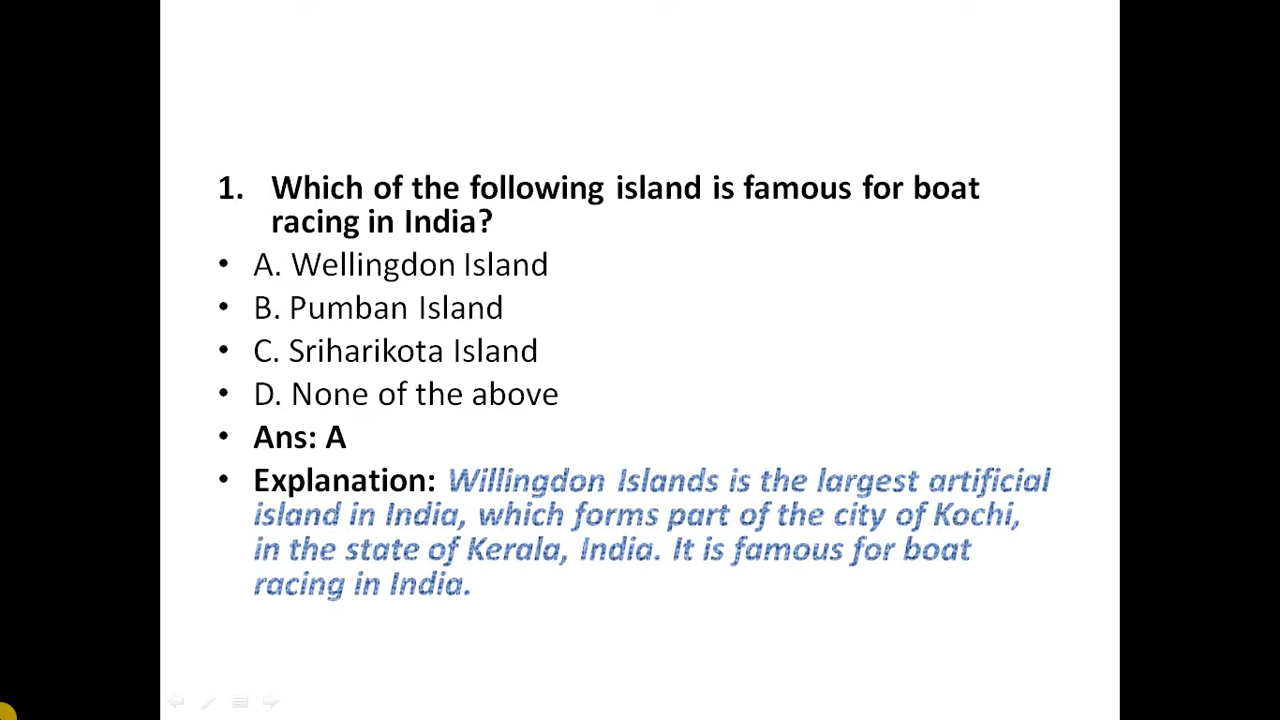 1. Which of the following island is famous for boat
racing in India?
• A. Wellingdon Island
• B. Pumban Island
• C. Sriharikota Island
• D. None of the above
• Ans: A
• Explanation: Willingdon Islands is the largest artificial
island in India, which forms part of the city of Kochi,
in the state of Kerala, India. It is famous for boat
racing in India.